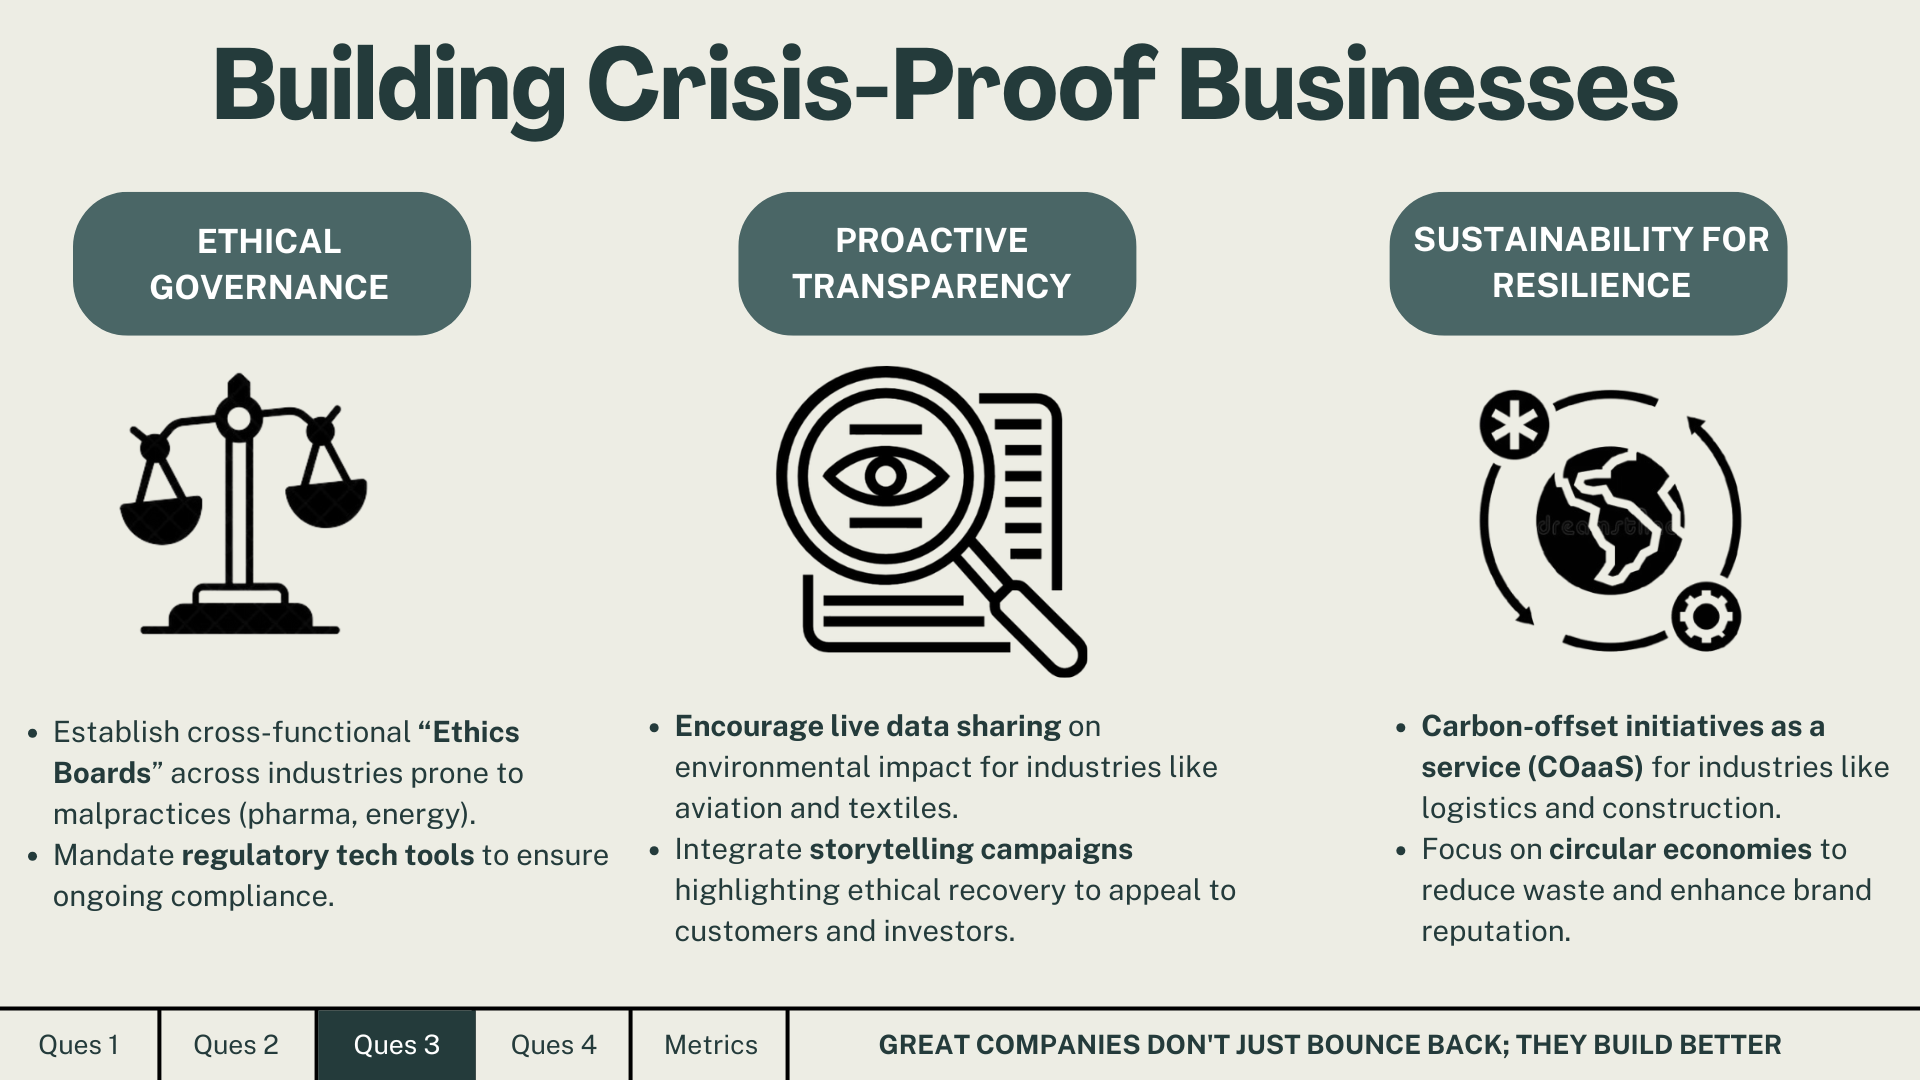 Building Crisis-Proof Businesses
ETHICAL
GOVERNANCE
PROACTIVE
TRANSPARENCY
SUSTAINABILITY FOR
RESILIENCE
• Establish cross-functional “Ethics
Boards” across industries prone to
malpractices (pharma, energy).
• Mandate regulatory tech tools to ensure
ongoing compliance.
• Encourage live data sharing on
environmental impact for industries like
aviation and textiles.
• Integrate storytelling campaigns
highlighting ethical recovery to appeal to
customers and investors.
• Carbon-offset initiatives as a
service (COaaS) for industries like
logistics and construction.
• Focus on circular economies to
reduce waste and enhance brand
reputation.
Ques 1
Ques 2
Ques 3
Ques 4
Metrics
GREAT COMPANIES DON'T JUST BOUNCE BACK; THEY BUILD BETTER